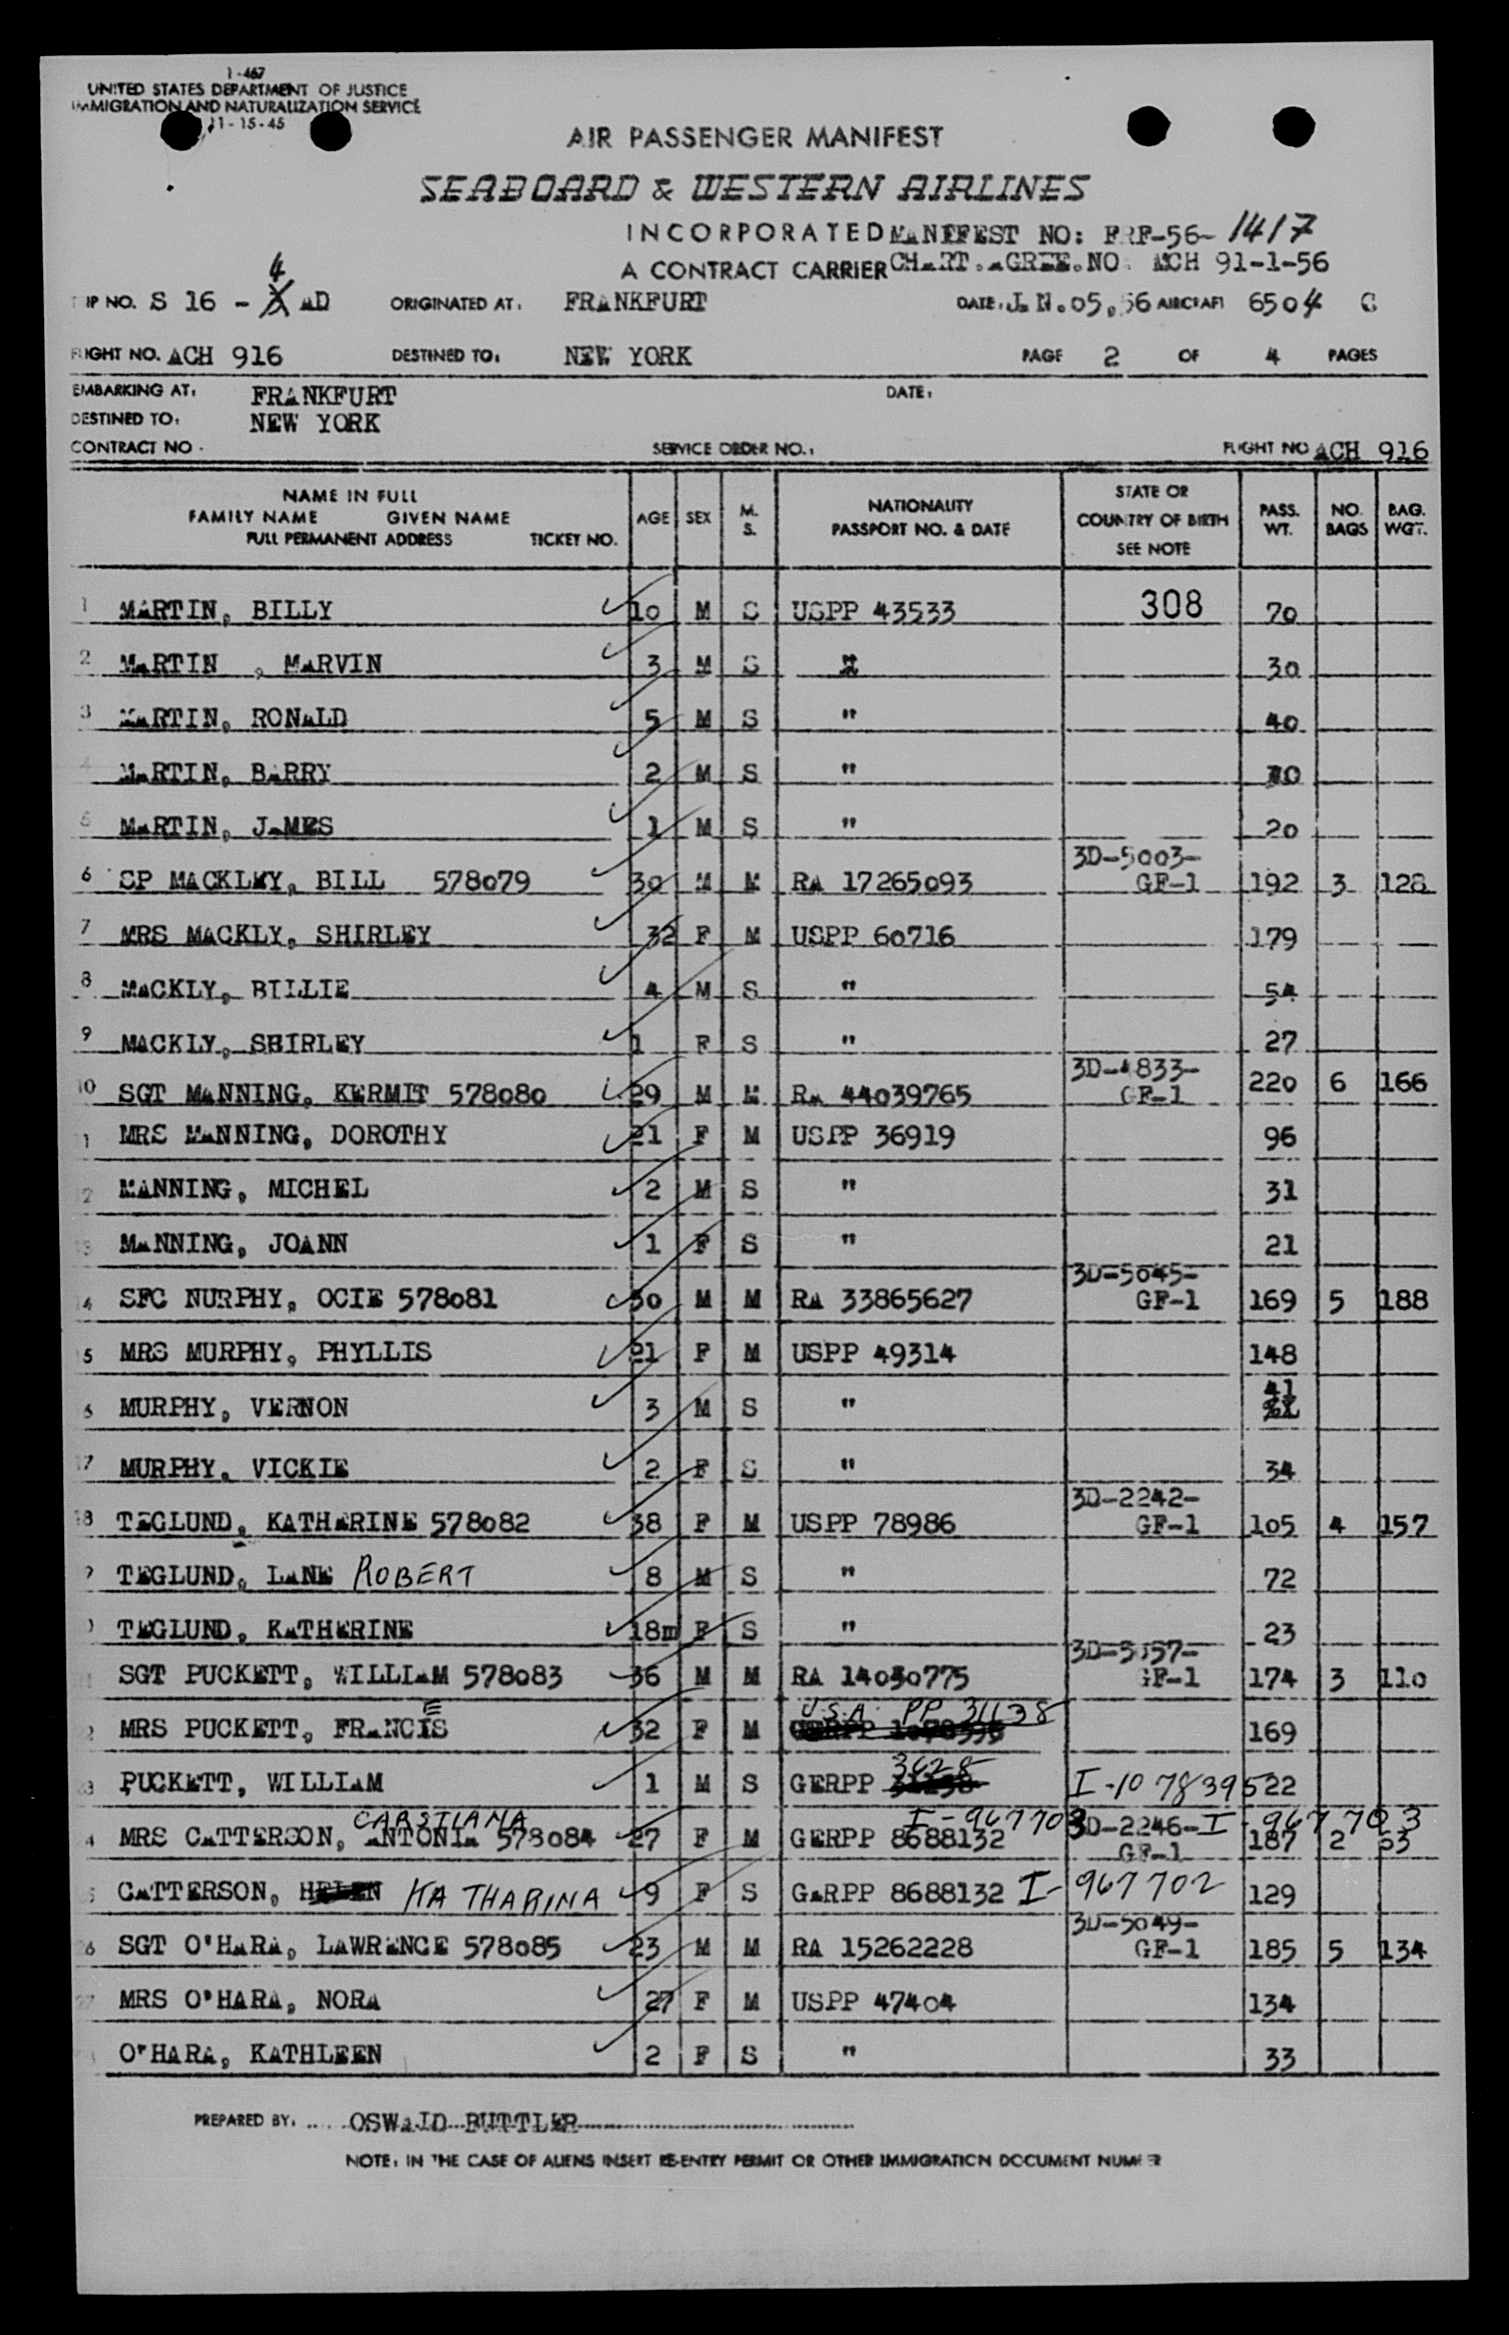 1-467
UNITED STATES DEPARTMENT OF JUSTICE
IMMIGRATION AND NATURALIZATION SERVICE
11-15-45
AIR PASSENGER MANIFEST
SEABOARD & WESTERN AIRLINES
INCORPORATED MANIFEST NO: FRF-56-1417
A CONTRACT CARRIER CHART.AGREE.NO: MCH 91-1-56
4
TRIP NO. S 16 - AD ORIGINATED AT: FRANKFURT DATE: JAN.05,56 AIRCRAFT 6504 C
FLIGHT NO. ACH 916 DESTINED TO: NEW YORK PAGE 2 OF 4 PAGES
EMBARKING AT: FRANKFURT DATE:
DESTINED TO: NEW YORK
CONTRACT NO. SERVICE ORDER NO.: FLIGHT NO ACH 916
NAME IN FULL
FAMILY NAME GIVEN NAME
FULL PERMANENT ADDRESS TICKET NO.
AGE SEX M. S.
NATIONALITY
PASSPORT NO. & DATE
STATE OR
COUNTRY OF BIRTH
SEE NOTE
PASS. WT. NO. BAGS BAG. WGT.
1 MARTIN, BILLY 10 M S USPP 43533 308 70
2 MARTIN , MARVIN 3 M S " 30
3 MARTIN, RONALD 5 M S " 40
4 MARTIN, BARRY 2 M S "
5 MARTIN, JAMES 1 M S " 20
3D-5003-
6 SP MACKLEY, BILL 578079 30 M M RA 17265093 GF-1 192 3 128
7 MRS MACKLY, SHIRLEY 32 F M USPP 60716 179
8 MACKLY, BILLIE 4 M S " 54
9 MACKLY, SHIRLEY 1 F S " 27
3D-4833-
10 SGT MANNING, KERMIT 578080 29 M M RA 44039765 GF-1 220 6 166
11 MRS MANNING, DOROTHY 21 F M USPP 36919 96
12 MANNING, MICHEL 2 M S " 31
13 MANNING, JOANN 1 F S " 21
3D-5045-
14 SFC NURPHY, OCIE 578081 30 M M RA 33865627 GF-1 169 5 188
15 MRS MURPHY, PHYLLIS 21 F M USPP 49314 148
16 MURPHY, VERNON 3 M S " 41
17 MURPHY, VICKIE 2 F S " 34
3D-2242-
18 TEGLUND, KATHARINE 578082 38 F M USPP 78986 GF-1 105 4 157
TEGLUND, LANE ROBERT 8 M S " 72
TEGLUND, KATHERINE 18m F S " 23
SGT PUCKETT, WILLIAM 578083 36 M M RA 14030775 GF-1 174 3 110
E U.S.A. PP 31138
MRS PUCKETT, FRANCIS 32 F M 169
3628
23 PUCKETT, WILLIAM 1 M S GERPP I-10 78395 22
CARSTIANA I-967703 3D-2246- I-967703
MRS CATTERSON, ANTONIA 578084 27 F M GERPP 8688132 GF-1 187 2 53
CATTERSON, HELEN KATHARINA 9 F S GARPP 8688132 I-967702 129
3D-5049-
26 SGT O'HARA, LAWRENCE 578085 23 M M RA 15262228 GF-1 185 5 134
27 MRS O'HARA, NORA 27 F M USPP 47404 134
O'HARA, KATHLEEN 2 F S " 33
PREPARED BY: OSWALD BUTTLER
NOTE: IN THE CASE OF ALIENS INSERT RE-ENTRY PERMIT OR OTHER IMMIGRATION DOCUMENT NUMBER